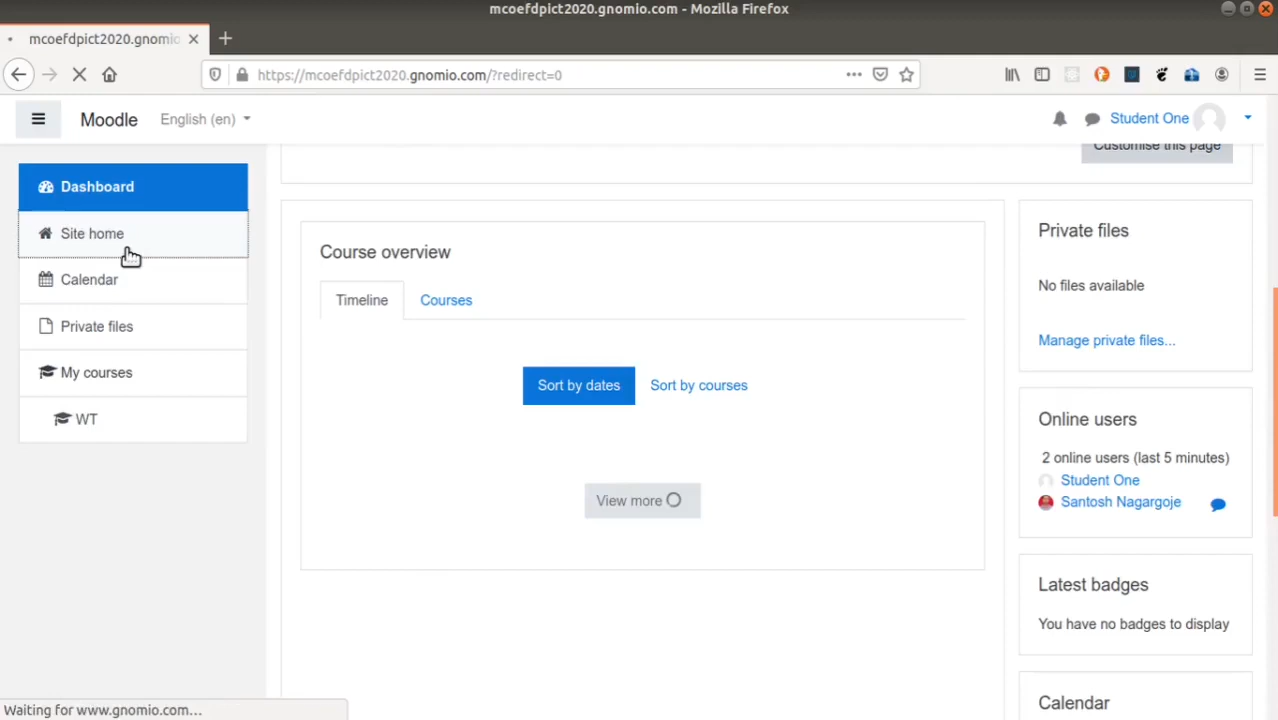 mcoefdpict2020.gnomio.com - Mozilla Firefox
mcoefdpict2020.gnomio
https://mcoefdpict2020.gnomio.com/?redirect=0
Moodle
English (en)
Student One
Customise this page
Dashboard
Site home
Calendar
Private files
My courses
WT
Course overview
Timeline
Courses
Sort by dates
Sort by courses
View more
Private files
No files available
Manage private files...
Online users
2 online users (last 5 minutes)
Student One
Santosh Nagargoje
Latest badges
You have no badges to display
Calendar
Waiting for www.gnomio.com...